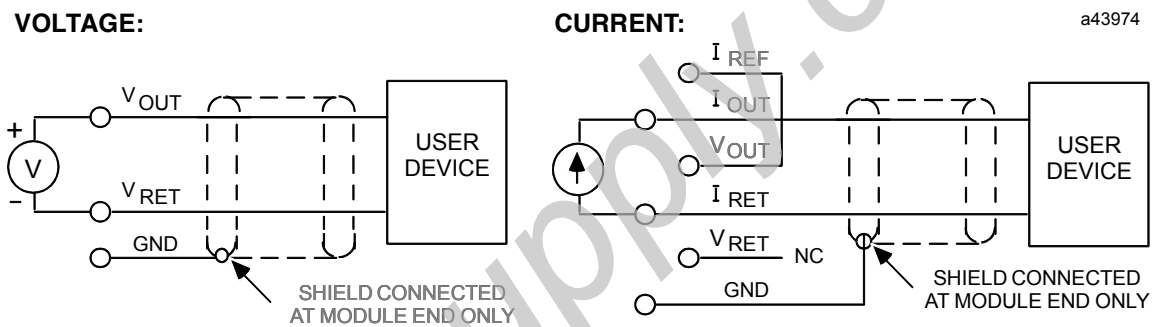 VOLTAGE:
V OUT
+
V
-
V RET
GND
USER
DEVICE
SHIELD CONNECTED
AT MODULE END ONLY
CURRENT:
a43974
I REF
I OUT
V OUT
I RET
V RET NC
GND
USER
DEVICE
SHIELD CONNECTED
AT MODULE END ONLY
upply.c